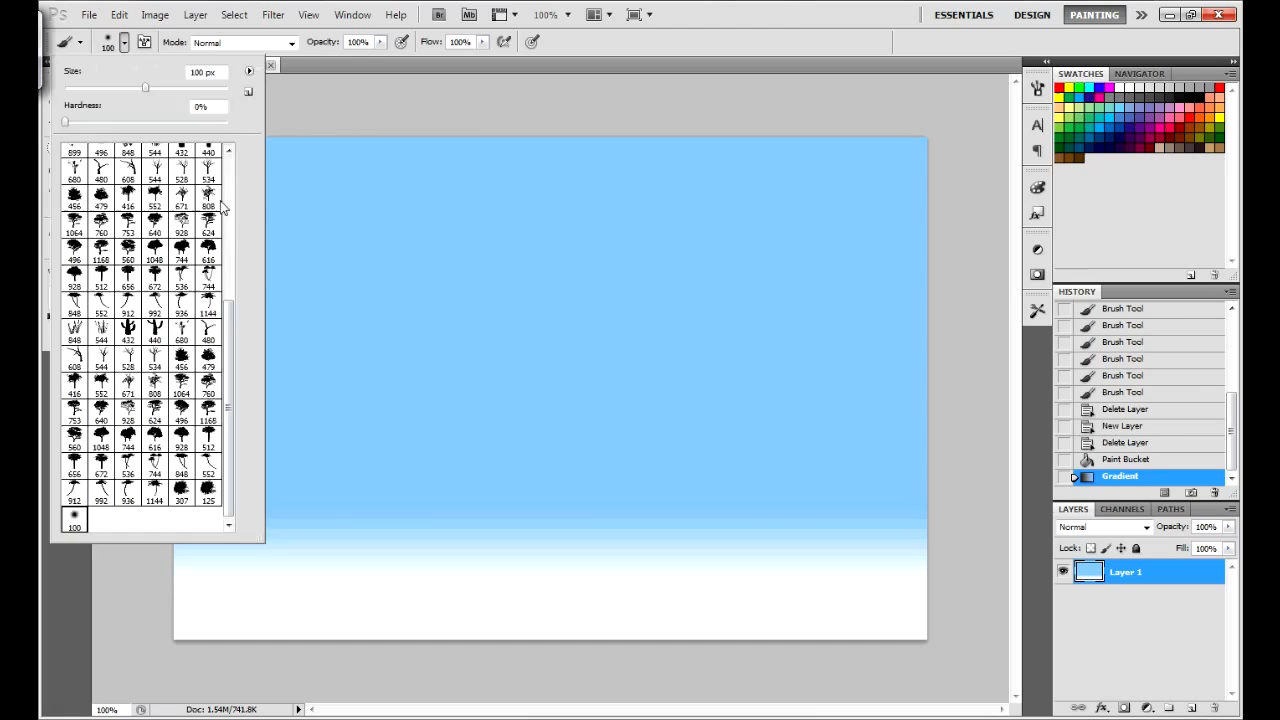 Ps File Edit Image Layer Select Filter View Window Help Br Mb 100% ESSENTIALS DESIGN PAINTING
100 Mode: Normal Opacity: 100% Flow: 100%
Size: 100 px
Hardness: 0%
899 496 848 544 432 440
680 480 608 544 528 534
456 479 416 552 671 808
1064 760 753 640 928 624
496 1168 560 1048 744 616
928 512 656 672 536 744
848 552 912 992 936 1144
848 544 432 440 680 480
608 544 528 534 456 479
416 552 671 808 1064 760
753 640 928 624 496 1168
560 1048 744 616 928 512
656 672 536 744 848 552
912 992 936 1144 307 125
100
SWATCHES NAVIGATOR
HISTORY
Brush Tool
Brush Tool
Brush Tool
Brush Tool
Brush Tool
Brush Tool
Delete Layer
New Layer
Delete Layer
Paint Bucket
Gradient
LAYERS CHANNELS PATHS
Normal Opacity: 100%
Lock: Fill: 100%
Layer 1
100% Doc: 1.54M/741.8K